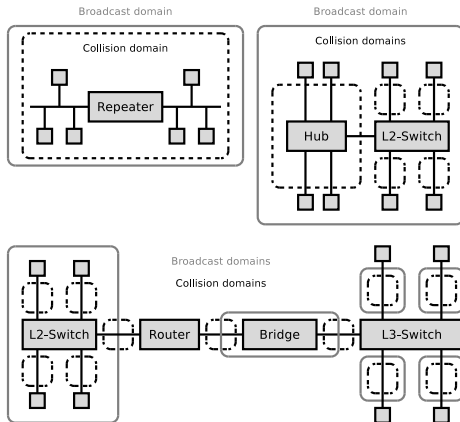 Broadcast domain
Broadcast domain
Collision domain
Collision domains
Repeater
Hub
L2-Switch
Broadcast domains
Collision domains
L2-Switch
Router
Bridge
L3-Switch